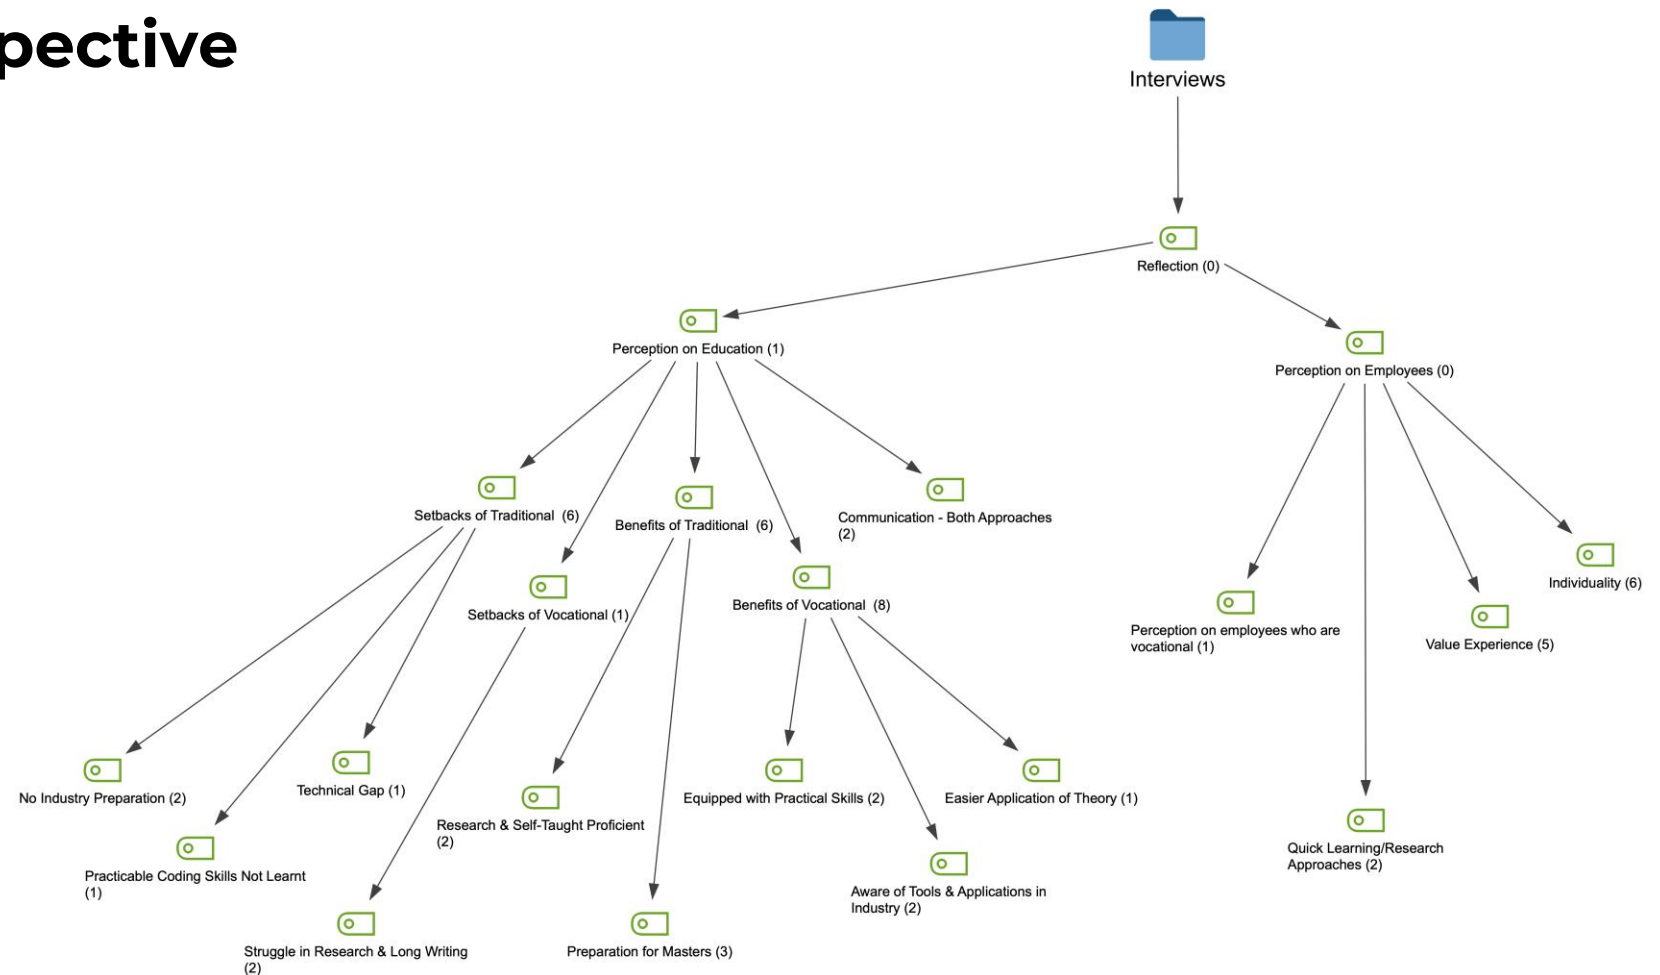 pective
Interviews
Reflection (0)
Perception on Education (1)
Perception on Employees (0)
Setbacks of Traditional (6)
Benefits of Traditional (6)
Communication - Both Approaches
(2)
Setbacks of Vocational (1)
Benefits of Vocational (8)
Perception on employees who are
vocational (1)
Value Experience (5)
Individuality (6)
No Industry Preparation (2)
Technical Gap (1)
Practicable Coding Skills Not Learnt
(1)
Research & Self-Taught Proficient
(2)
Equipped with Practical Skills (2)
Easier Application of Theory (1)
Aware of Tools & Applications in
Industry (2)
Quick Learning/Research
Approaches (2)
Struggle in Research & Long Writing
(2)
Preparation for Masters (3)